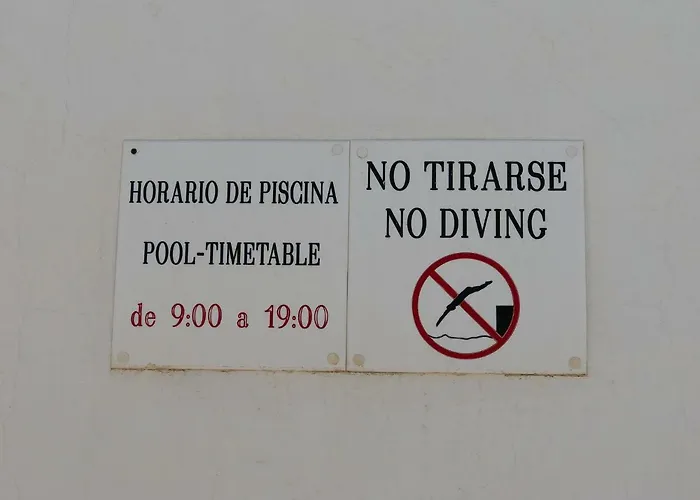 HORARIO DE PISCINA
POOL-TIMETABLE
de 9:00 a 19:00
NO TIRARSE
NO DIVING